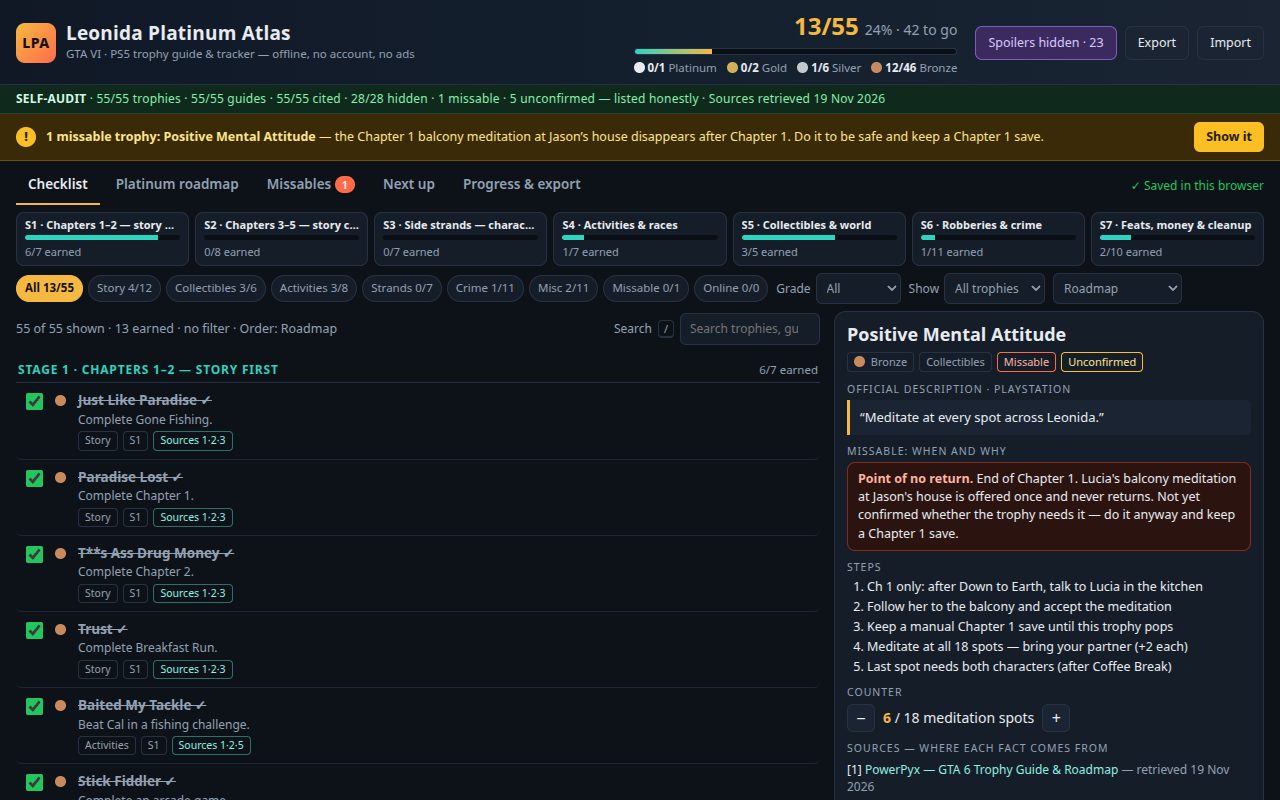 LPA
Leonida Platinum Atlas
GTA VI · PS5 trophy guide & tracker — offline, no account, no ads
13/55 24% · 42 to go
0/1 Platinum 0/2 Gold 1/6 Silver 12/46 Bronze
Spoilers hidden · 23
Export
Import
SELF-AUDIT · 55/55 trophies · 55/55 guides · 55/55 cited · 28/28 hidden · 1 missable · 5 unconfirmed — listed honestly · Sources retrieved 19 Nov 2026
! 1 missable trophy: Positive Mental Attitude — the Chapter 1 balcony meditation at Jason's house disappears after Chapter 1. Do it to be safe and keep a Chapter 1 save.
Show it
Checklist
Platinum roadmap
Missables 1
Next up
Progress & export
✓ Saved in this browser
S1 · Chapters 1–2 — story ...
6/7 earned
S2 · Chapters 3–5 — story c...
0/8 earned
S3 · Side strands — charac...
0/7 earned
S4 · Activities & races
1/7 earned
S5 · Collectibles & world
3/5 earned
S6 · Robberies & crime
1/11 earned
S7 · Feats, money & cleanup
2/10 earned
All 13/55
Story 4/12
Collectibles 3/6
Activities 3/8
Strands 0/7
Crime 1/11
Misc 2/11
Missable 0/1
Online 0/0
Grade All
Show All trophies
Roadmap
55 of 55 shown · 13 earned · no filter · Order: Roadmap
Search / Search trophies, gu
STAGE 1 · CHAPTERS 1–2 — STORY FIRST
6/7 earned
Just Like Paradise ✓
Complete Gone Fishing.
Story S1 Sources 1·2·3
Paradise Lost ✓
Complete Chapter 1.
Story S1 Sources 1·2·3
T**s Ass Drug Money ✓
Complete Chapter 2.
Story S1 Sources 1·2·3
Trust ✓
Complete Breakfast Run.
Story S1 Sources 1·2·3
Baited My Tackle ✓
Beat Cal in a fishing challenge.
Activities S1 Sources 1·2·5
Stick Fiddler ✓
Complete an arcade game.
Positive Mental Attitude
Bronze Collectibles Missable Unconfirmed
OFFICIAL DESCRIPTION · PLAYSTATION
“Meditate at every spot across Leonida.”
MISSABLE: WHEN AND WHY
Point of no return. End of Chapter 1. Lucia's balcony meditation
at Jason's house is offered once and never returns. Not yet
confirmed whether the trophy needs it — do it anyway and keep
a Chapter 1 save.
STEPS
1. Ch 1 only: after Down to Earth, talk to Lucia in the kitchen
2. Follow her to the balcony and accept the meditation
3. Keep a manual Chapter 1 save until this trophy pops
4. Meditate at all 18 spots — bring your partner (+2 each)
5. Last spot needs both characters (after Coffee Break)
COUNTER
− 6 / 18 meditation spots +
SOURCES — WHERE EACH FACT COMES FROM
[1] PowerPyx — GTA 6 Trophy Guide & Roadmap — retrieved 19 Nov
2026